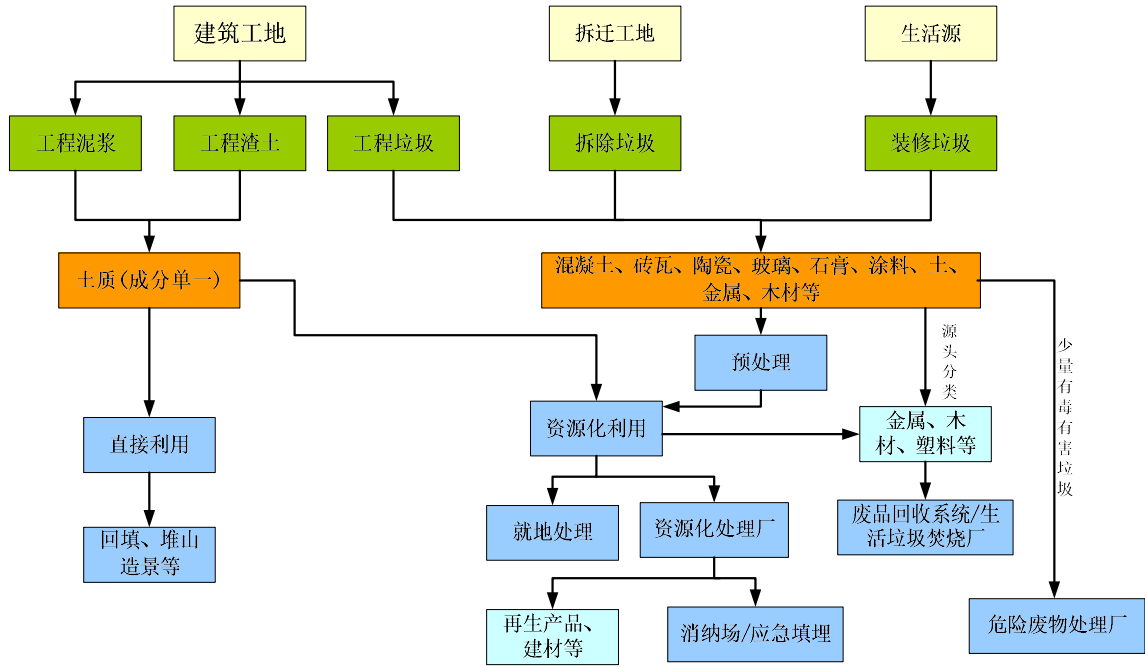 建筑工地
拆迁工地
生活源
工程泥浆
工程渣土
工程垃圾
拆除垃圾
装修垃圾
土质(成分单一)
混凝土、砖瓦、陶瓷、玻璃、石膏、涂料、土、
金属、木材等
源头分类
少量有毒有害垃圾
预处理
直接利用
资源化利用
金属、木
材、塑料等
回填、堆山
造景等
就地处理
资源化处理厂
废品回收系统/生
活垃圾焚烧厂
再生产品、
建材等
消纳场/应急填埋
危险废物处理厂